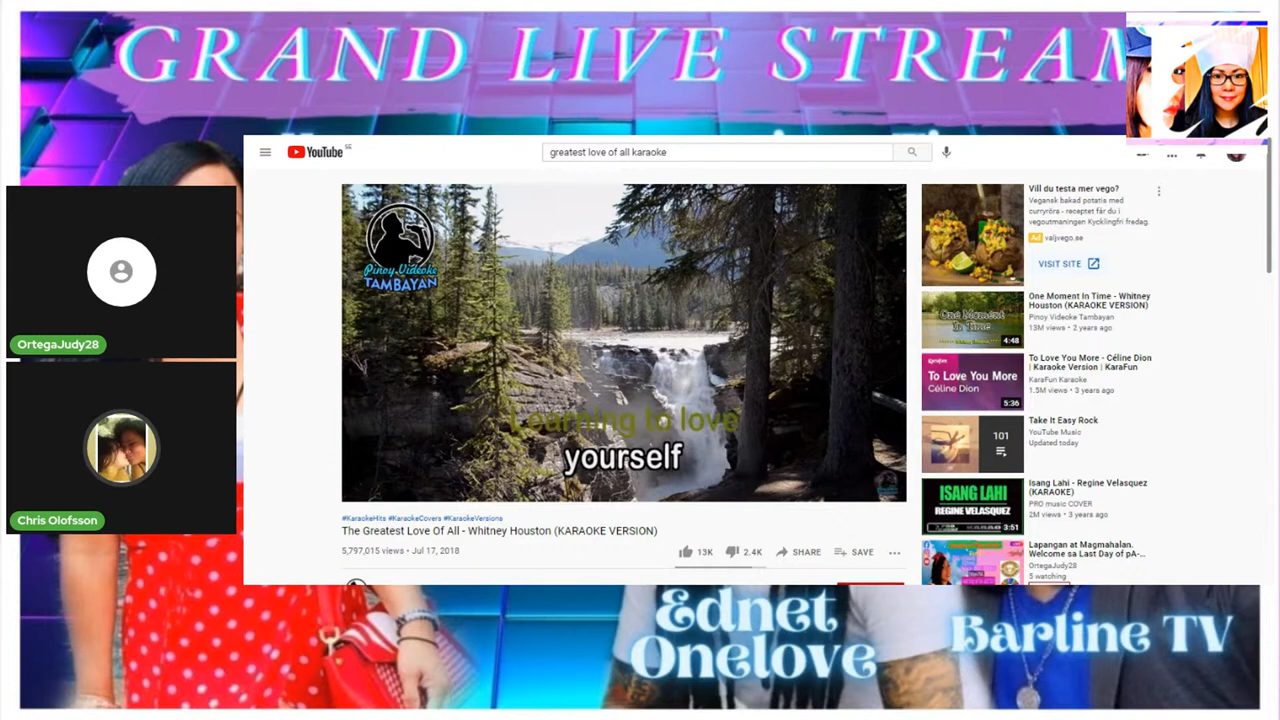 GRAND LIVE STREAM
YouTube SE
greatest love of all karaoke
Pinoy Videoke
TAMBAYAN
Learning to love
yourself
#KaraokeHits #KaraokeCovers #KaraokeVersions
The Greatest Love Of All - Whitney Houston (KARAOKE VERSION)
5,797,015 views • Jul 17, 2018
13K
2.4K
SHARE
SAVE
Vill du testa mer vego?
Vegansk bakad potatis med
curryröra - receptet får du i
vegoutmaningen Kycklingfri fredag.
Ad valjvego.se
VISIT SITE
One Moment in Time
4:48
One Moment In Time - Whitney
Houston (KARAOKE VERSION)
Pinoy Videoke Tambayan
13M views • 2 years ago
KaraFun
To Love You More
Céline Dion
5:36
To Love You More - Céline Dion
| Karaoke Version | KaraFun
KaraFun Karaoke
1.5M views • 3 years ago
101
Take It Easy Rock
YouTube Music
Updated today
ISANG LAHI
REGINE VELASQUEZ
3:51
Isang Lahi - Regine Velasquez
(KARAOKE)
PRO music COVER
2M views • 3 years ago
Lapangan at Magmahalan.
Welcome sa Last Day of pA-...
OrtegaJudy28
5 watching
OrtegaJudy28
Chris Olofsson
Ednet
Onelove
Barline TV